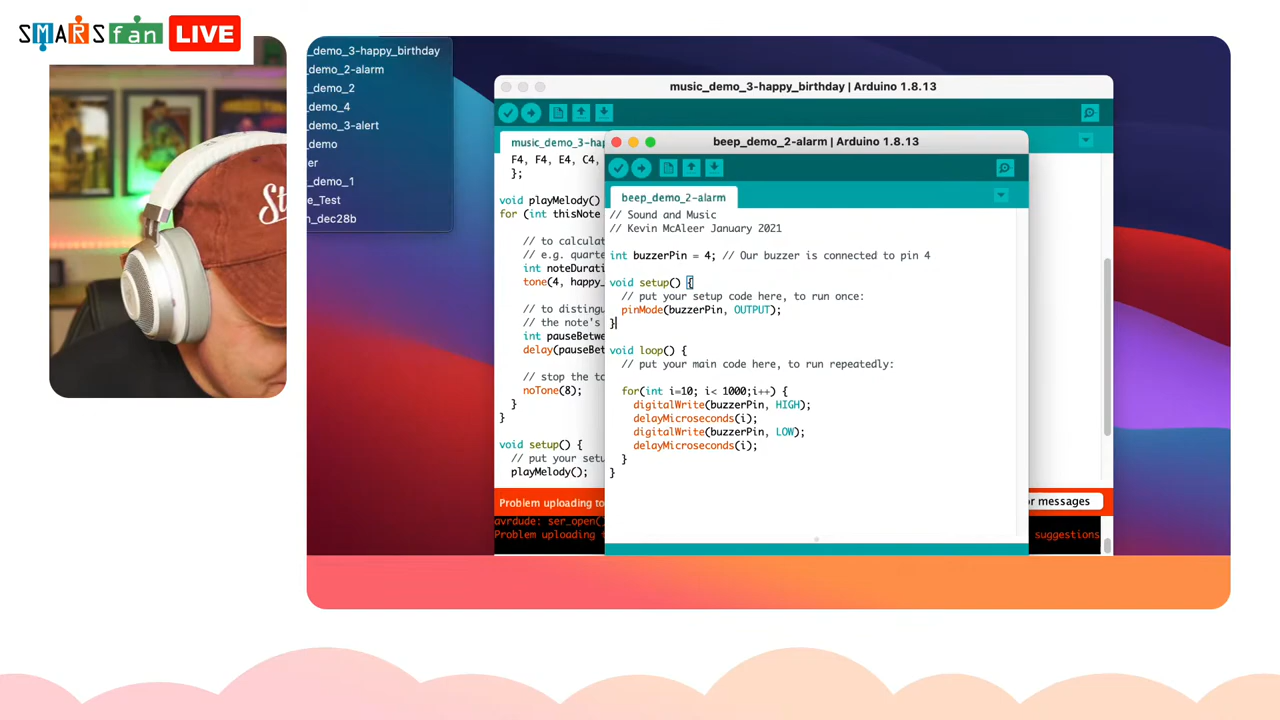 SMARS fan LIVE
_demo_3-happy_birthday
_demo_2-alarm
_demo_2
_demo_4
_demo_3-alert
_demo
er
_demo_1
e_Test
_dec28b
music_demo_3-happy_birthday | Arduino 1.8.13
music_demo_3-hap
F4, F4, E4, C4,
};
void playMelody()
for (int thisNote
// to calculat
// e.g. quarte
int noteDurati
tone(4, happy_
// to distingu
// the note's
int pauseBetwe
delay(pauseBet
// stop the to
noTone(8);
}
}
void setup() {
// put your setu
playMelody();
Problem uploading to
or messages
avrdude: ser_open()
Problem uploading
suggestions
beep_demo_2-alarm | Arduino 1.8.13
beep_demo_2-alarm
// Sound and Music
// Kevin McAleer January 2021
int buzzerPin = 4; // Our buzzer is connected to pin 4
void setup() {
// put your setup code here, to run once:
pinMode(buzzerPin, OUTPUT);
}
void loop() {
// put your main code here, to run repeatedly:
for(int i=10; i< 1000;i++) {
digitalWrite(buzzerPin, HIGH);
delayMicroseconds(i);
digitalWrite(buzzerPin, LOW);
delayMicroseconds(i);
}
}